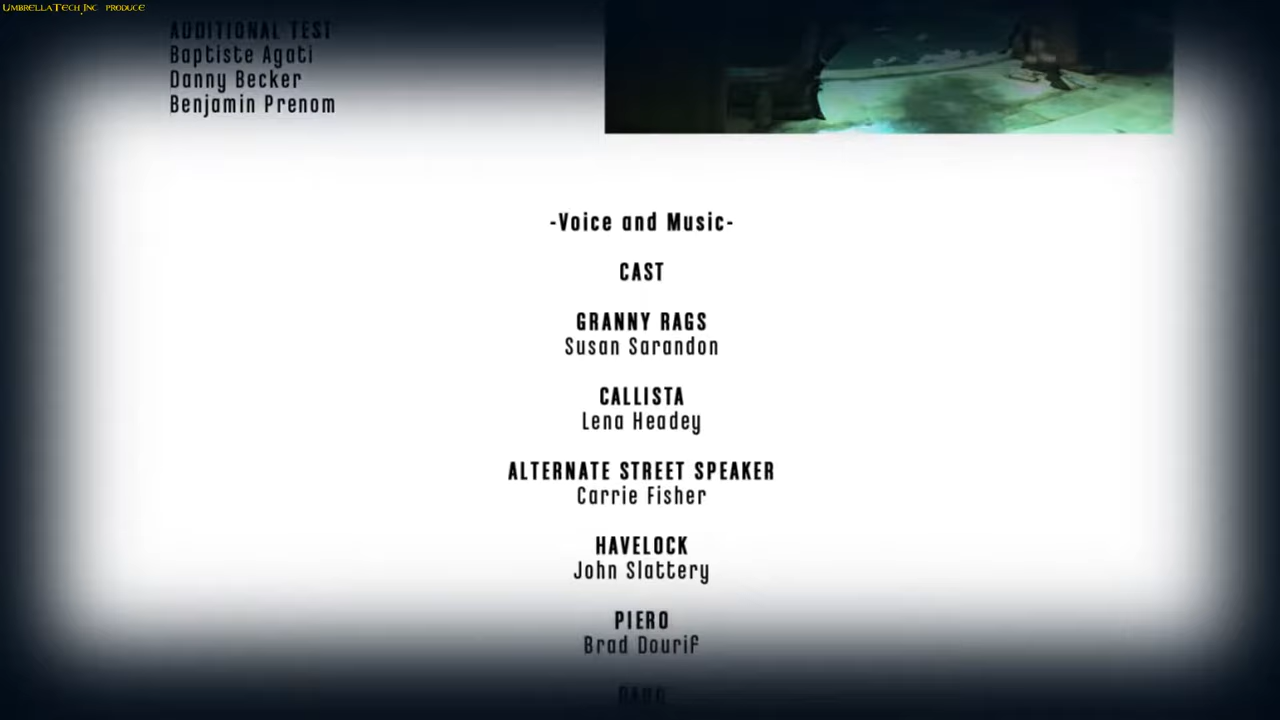 UmbrellaTech.Inc produce
ADDITIONAL TEST
Baptiste Agati
Danny Becker
Benjamin Prenom
-Voice and Music-
CAST
GRANNY RAGS
Susan Sarandon
CALLISTA
Lena Headey
ALTERNATE STREET SPEAKER
Carrie Fisher
HAVELOCK
John Slattery
PIERO
Brad Dourif